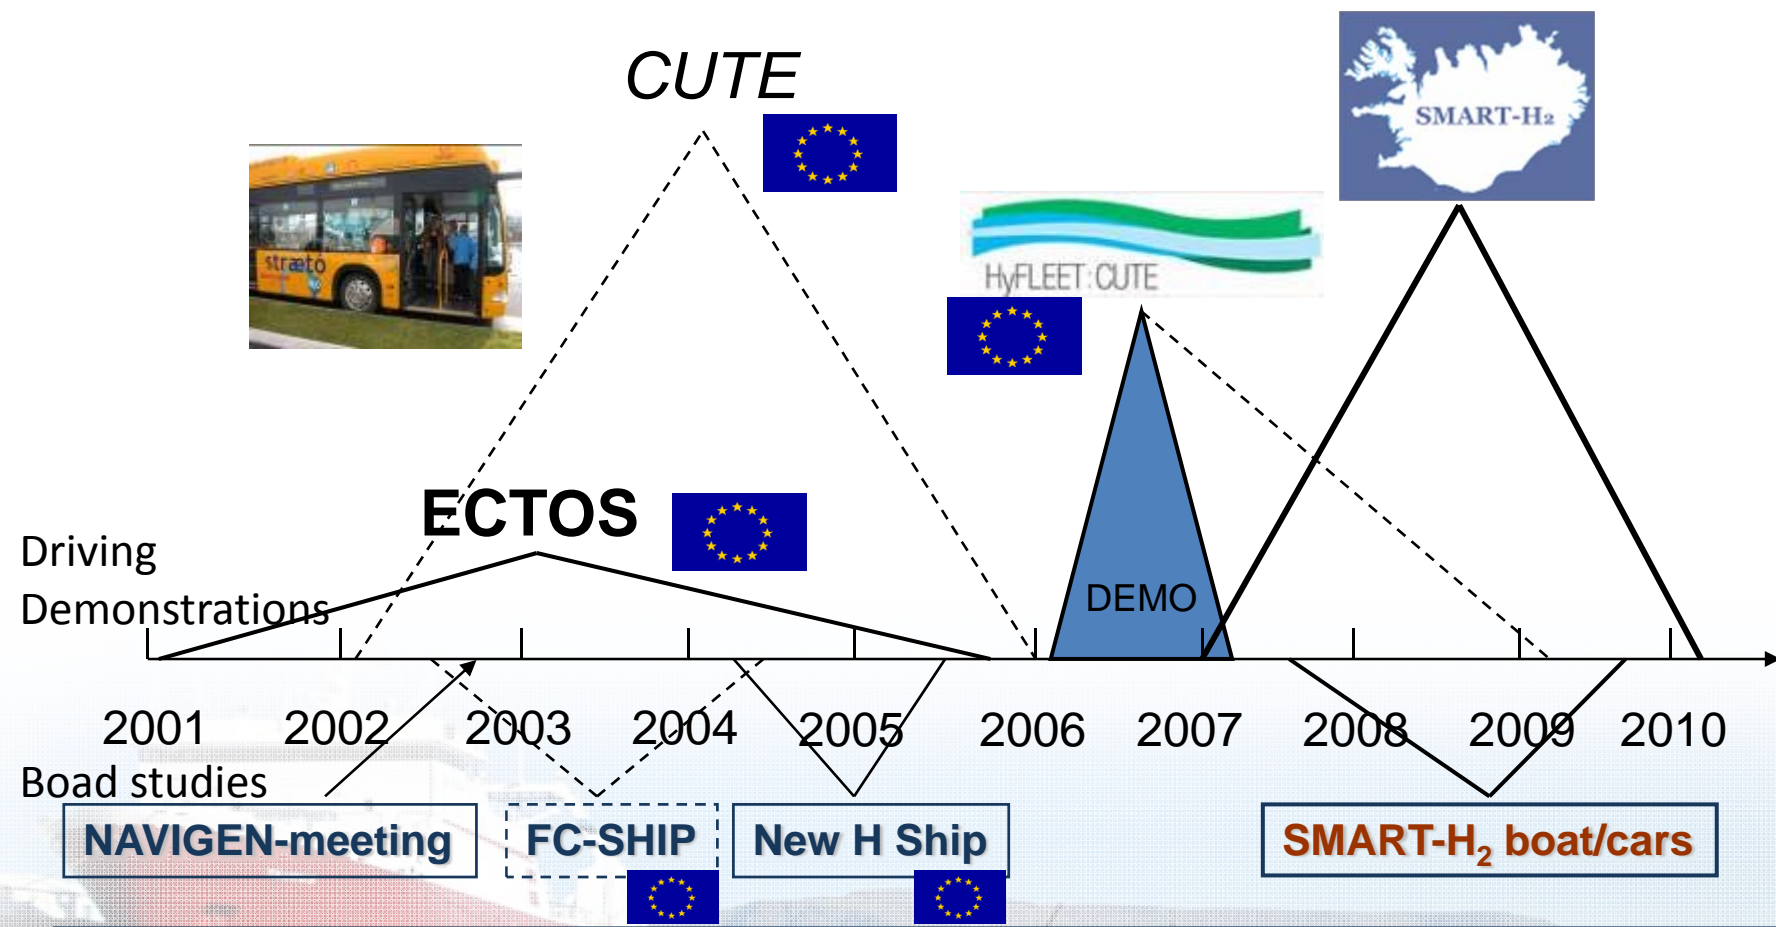 CUTE
SMART-H2
strætó
HyFLEET:CUTE
ECTOS
Driving
Demonstrations
DEMO
2001 2002 2003 2004 2005 2006 2007 2008 2009 2010
Boad studies
NAVIGEN-meeting FC-SHIP New H Ship SMART-H2 boat/cars